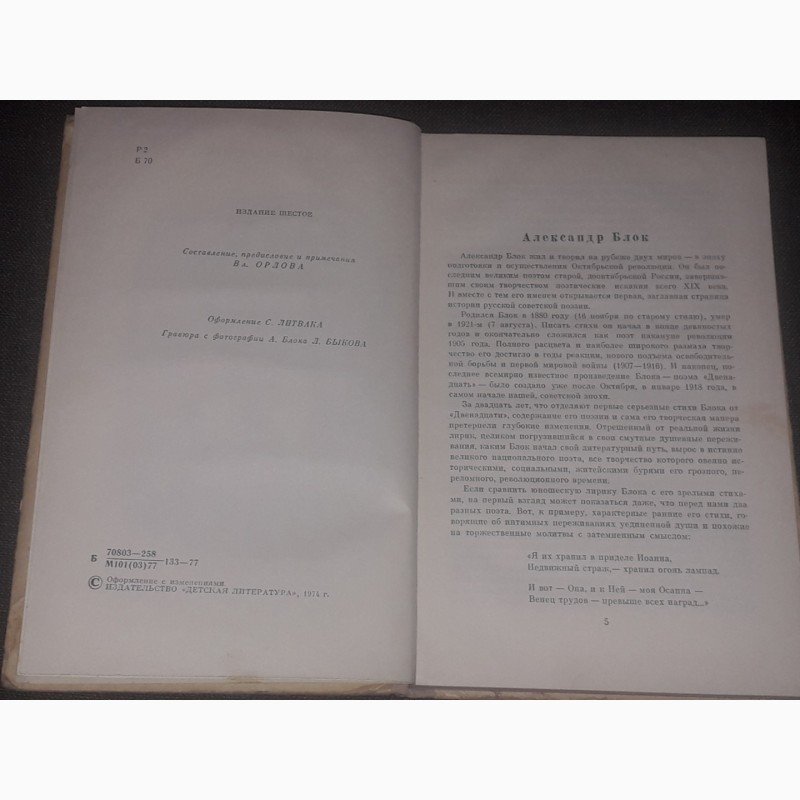 Р2
Б 70
ИЗДАНИЕ ШЕСТОЕ
Составление, предисловие и примечания
Вл. ОРЛОВА
Оформление С. ЛИТВАКА
Гравюра с фотографии А. Блока Л. БЫКОВА
Б 70803—258
М101(03)77 133—77
© Оформление с изменениями.
ИЗДАТЕЛЬСТВО «ДЕТСКАЯ ЛИТЕРАТУРА», 1974 г.
Александр Блок
Александр Блок жил и творил на рубеже двух миров — в эпоху
подготовки и осуществления Октябрьской революции. Он был по-
следним великим поэтом старой, дооктябрьской России, завершив-
шим своим творчеством поэтические искания всего XIX века.
И вместе с тем его именем открывается первая, заглавная страница
истории русской советской поэзии.
Родился Блок в 1880 году (16 ноября по старому стилю), умер
в 1921-м (7 августа). Писать стихи он начал в конце девяностых
годов и окончательно сложился как поэт накануне революции
1905 года. Полного расцвета и наиболее широкого размаха твор-
чество его достигло в годы реакции, нового подъема освободитель-
ной борьбы и первой мировой войны (1907—1916). И наконец, по-
следнее всемирно известное произведение Блока — поэма «Двена-
дцать» — было создано уже после Октября, в январе 1918 года, в
самом начале нашей, советской эпохи.
За двадцать лет, что отделяют первые серьезные стихи Блока от
«Двенадцати», содержание его поэзии и сама его творческая манера
претерпели глубокие изменения. Отрешенный от реальной жизни
лирик, целиком погрузившийся в свои смутные душевные пережи-
вания, каким Блок начал свой литературный путь, вырос в истинно
великого национального поэта, все творчество которого овеяно ис-
торическими, социальными, житейскими бурями его грозного, пе-
реломного, революционного времени.
Если сравнить юношескую лирику Блока с его зрелыми стиха-
ми, на первый взгляд может показаться даже, что перед нами два
разных поэта. Вот, к примеру, характерные ранние его стихи, го-
ворящие об интимных переживаниях уединенной души и похожие
на торжественные молитвы с затемненным смыслом:
«Я их хранил в приделе Иоанна,
Недвижный страж,— хранил огонь лампад.
И вот — Она, и к Ней — моя Осанна —
Венец трудов — превыше всех наград...»
5